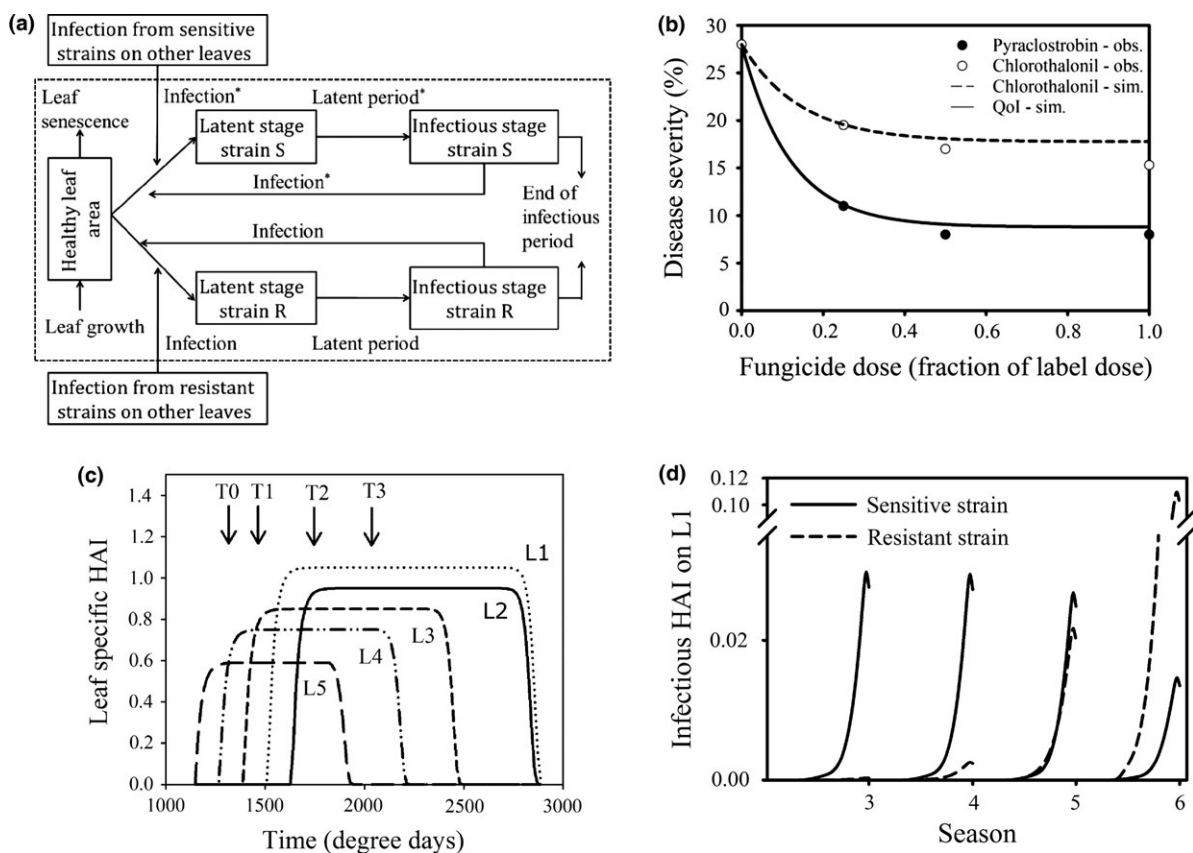 (a)
Infection from sensitive
strains on other leaves
Leaf
senescence
Infection*
Latent period*
Latent stage
strain S
Infectious stage
strain S
Healthy leaf
area
Infection*
End of
infectious
period
Infection
Latent stage
strain R
Infectious stage
strain R
Leaf growth
Infection
Latent period
Infection from resistant
strains on other leaves
(b)
30
25
20
15
10
5
0
Disease severity (%)
Pyraclostrobin - obs.
Chlorothalonil - obs.
Chlorothalonil - sim.
QoI - sim.
0.0 0.2 0.4 0.6 0.8 1.0
Fungicide dose (fraction of label dose)
(c)
1.4
1.2
1.0
0.8
0.6
0.4
0.2
0.0
Leaf specific HAI
T0 T1 T2 T3
L1
L2
L3
L4
L5
1000 1500 2000 2500 3000
Time (degree days)
(d)
0.12
0.10
0.02
0.00
Infectious HAI on L1
Sensitive strain
Resistant strain
3 4 5 6
Season